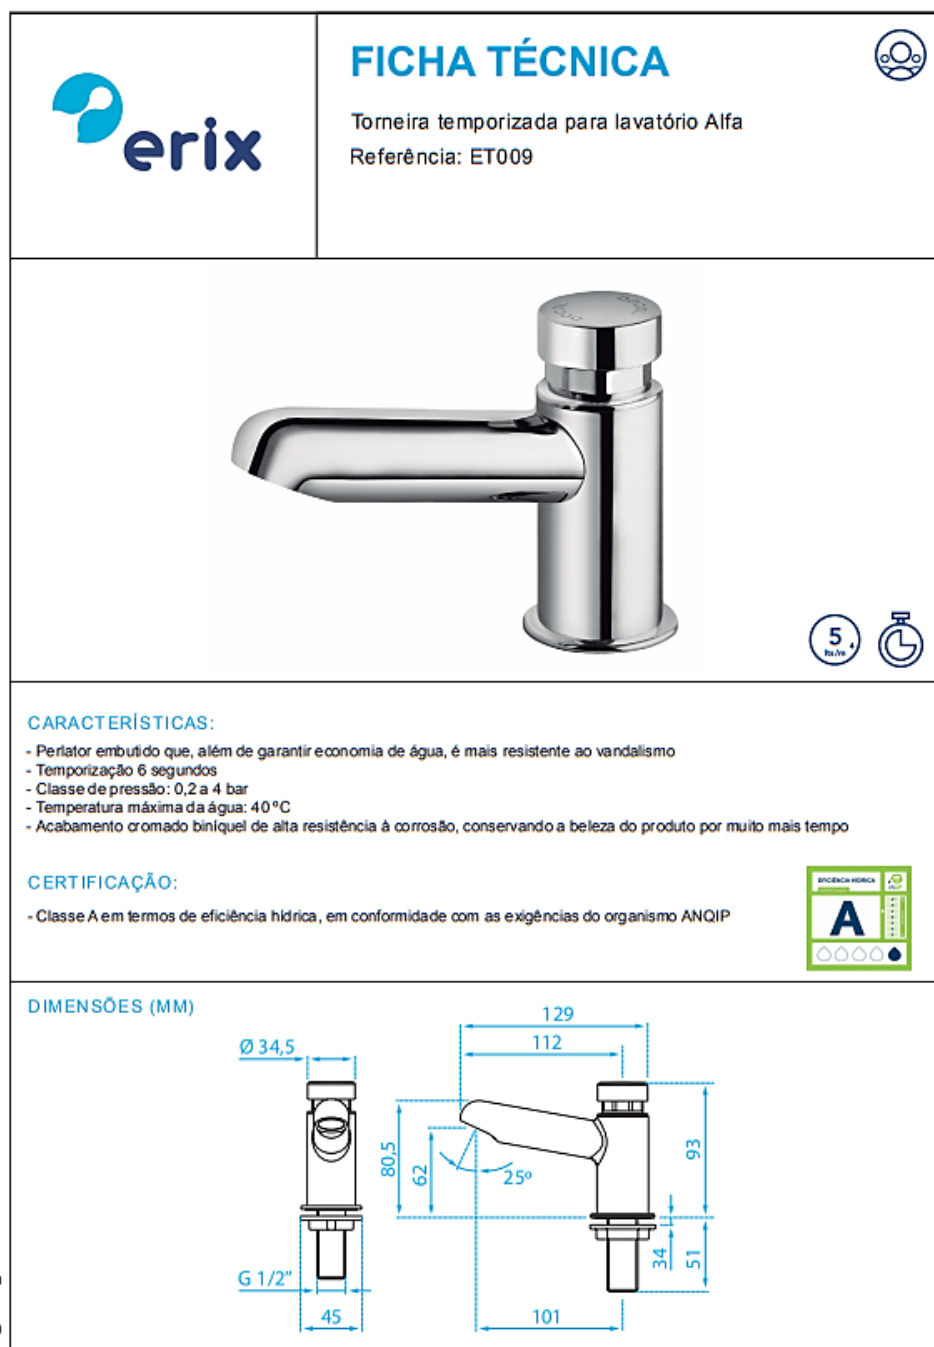 erix
FICHA TÉCNICA
Torneira temporizada para lavatório Alfa
Referência: ET009
5
lts/m
CARACTERÍSTICAS:
- Perlator embutido que, além de garantir economia de água, é mais resistente ao vandalismo
- Temporização 6 segundos
- Classe de pressão: 0,2 a 4 bar
- Temperatura máxima da água: 40ºC
- Acabamento cromado biníquel de alta resistência à corrosão, conservando a beleza do produto por muito mais tempo
CERTIFICAÇÃO:
- Classe A em termos de eficiência hídrica, em conformidade com as exigências do organismo ANQIP
EFICIÊNCIA HÍDRICA
A
DIMENSÕES (MM)
129
112
Ø 34,5
80,5
62
25º
93
34
51
G 1/2"
45
101